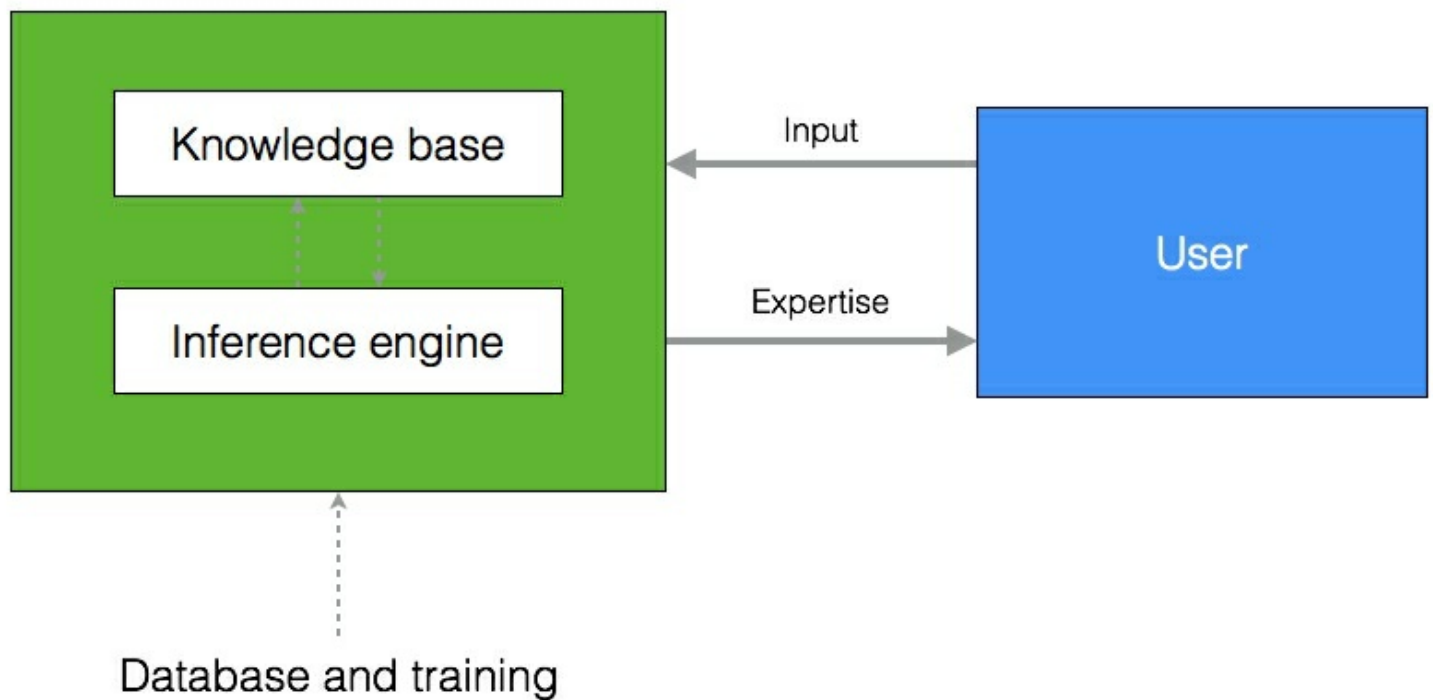 Knowledge base
Input
User
Expertise
Inference engine
Database and training